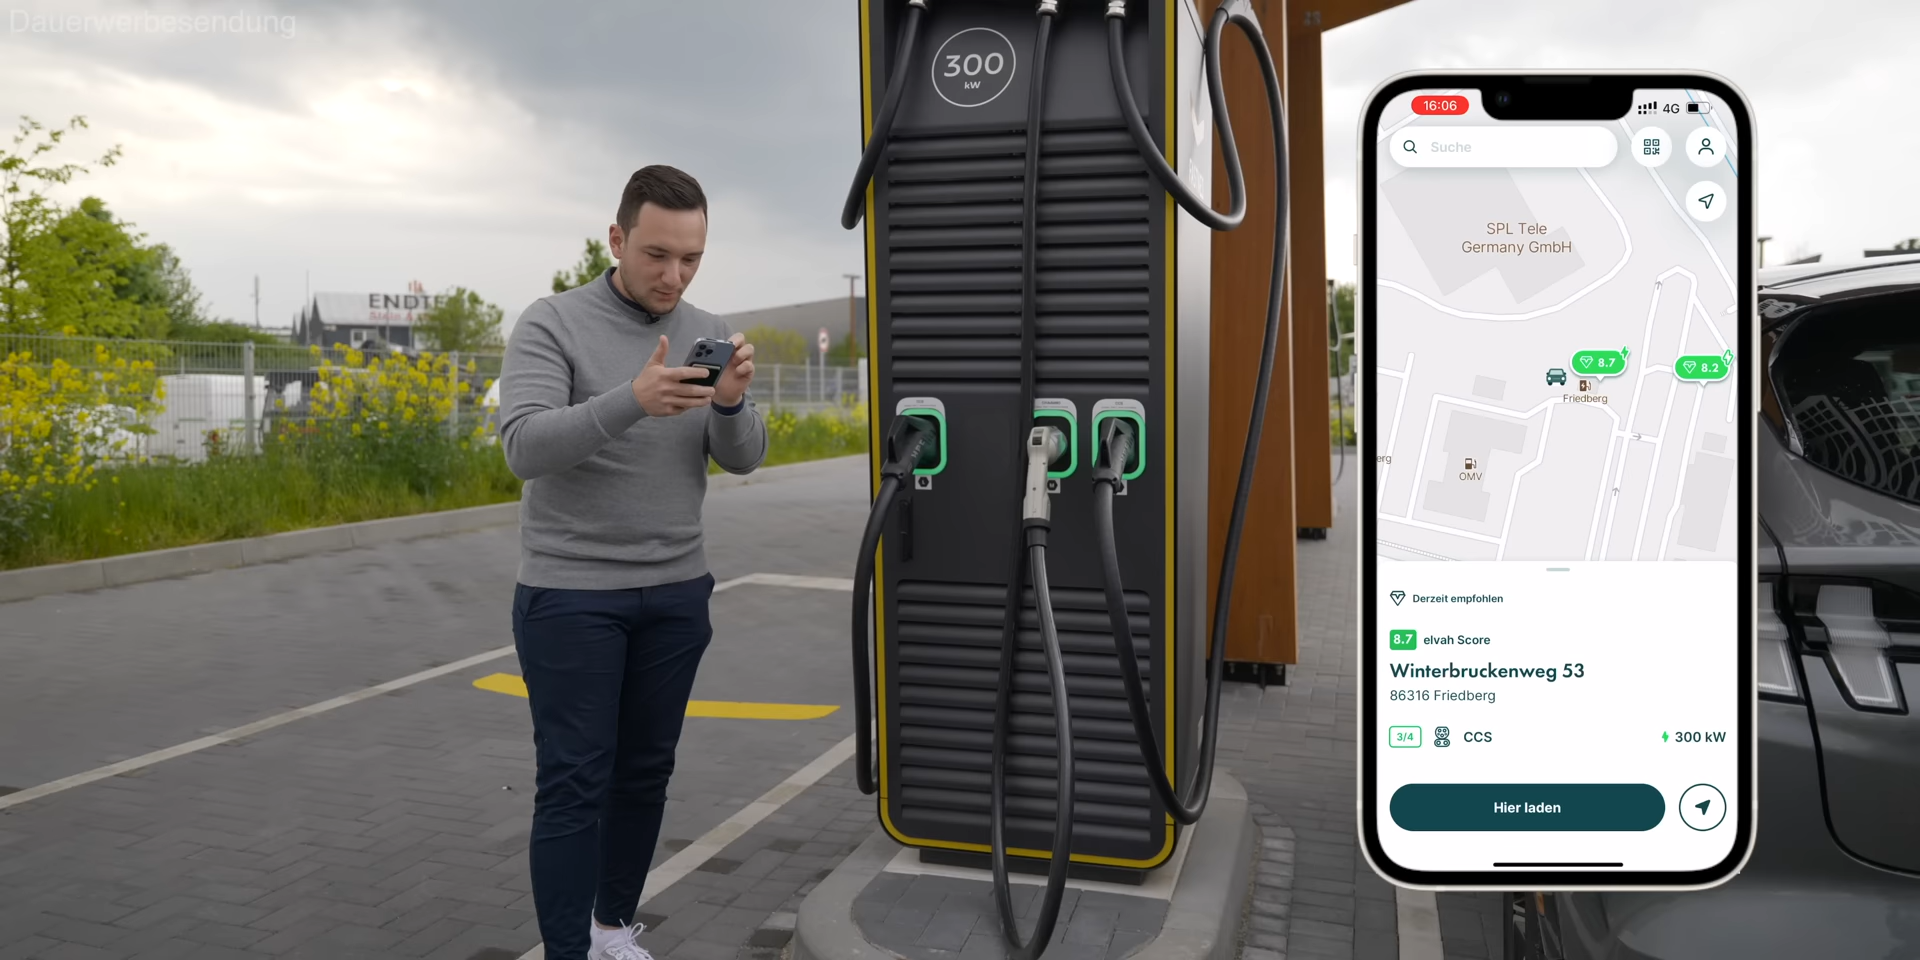 Dauerwerbesendung
300
kW
ENDTE
16:06
4G
Suche
SPL Tele
Germany GmbH
8.7
8.2
Friedberg
erg
OMV
Derzeit empfohlen
8.7 elvah Score
Winterbruckenweg 53
86316 Friedberg
3/4 CCS 300 kW
Hier laden